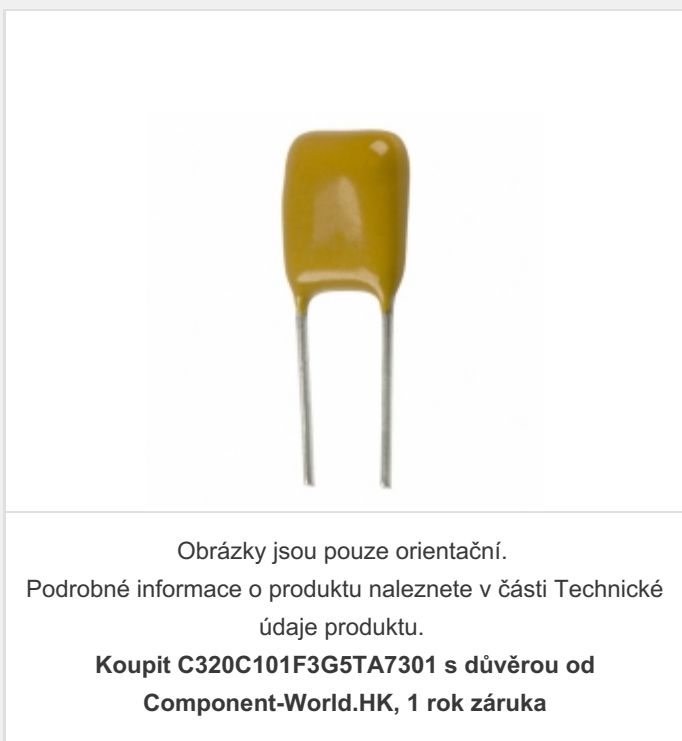 Obrázky jsou pouze orientační.
Podrobné informace o produktu naleznete v části Technické
údaje produktu.
Koupit C320C101F3G5TA7301 s důvěrou od
Component-World.HK, 1 rok záruka